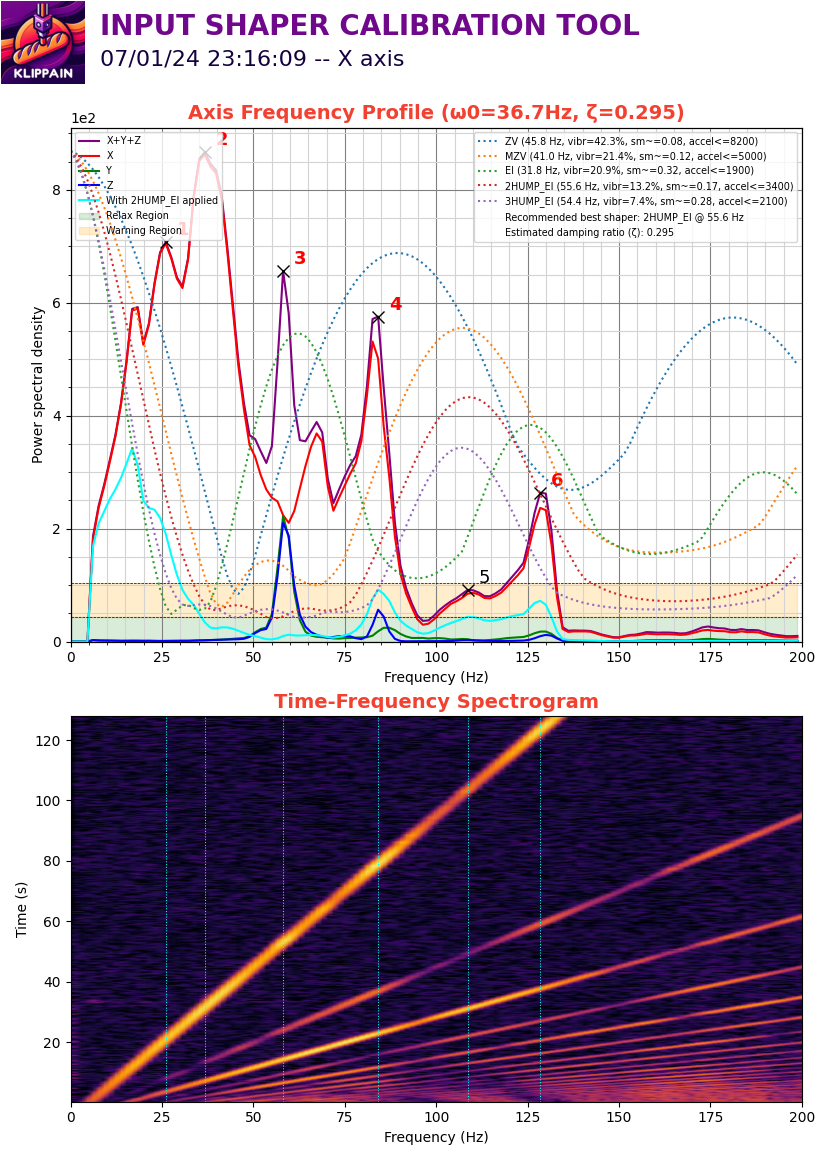 INPUT SHAPER CALIBRATION TOOL
KLIPPAIN
07/01/24 23:16:09 -- X axis
Axis Frequency Profile (ω0=36.7Hz, ζ=0.295)
1e2
X+Y+Z
X
Y
Z
With 2HUMP_EI applied
Relax Region
Warning Region
ZV (45.8 Hz, vibr=42.3%, sm~=0.08, accel<=8200)
MZV (41.0 Hz, vibr=21.4%, sm~=0.12, accel<=5000)
EI (31.8 Hz, vibr=20.9%, sm~=0.32, accel<=1900)
2HUMP_EI (55.6 Hz, vibr=13.2%, sm~=0.17, accel<=3400)
3HUMP_EI (54.4 Hz, vibr=7.4%, sm~=0.28, accel<=2100)
Recommended best shaper: 2HUMP_EI @ 55.6 Hz
Estimated damping ratio (ζ): 0.295
1
2
3
4
5
6
Power spectral density
8
6
4
2
0
0 25 50 75 100 125 150 175 200
Frequency (Hz)
Time-Frequency Spectrogram
Time (s)
120
100
80
60
40
20
0 25 50 75 100 125 150 175 200
Frequency (Hz)